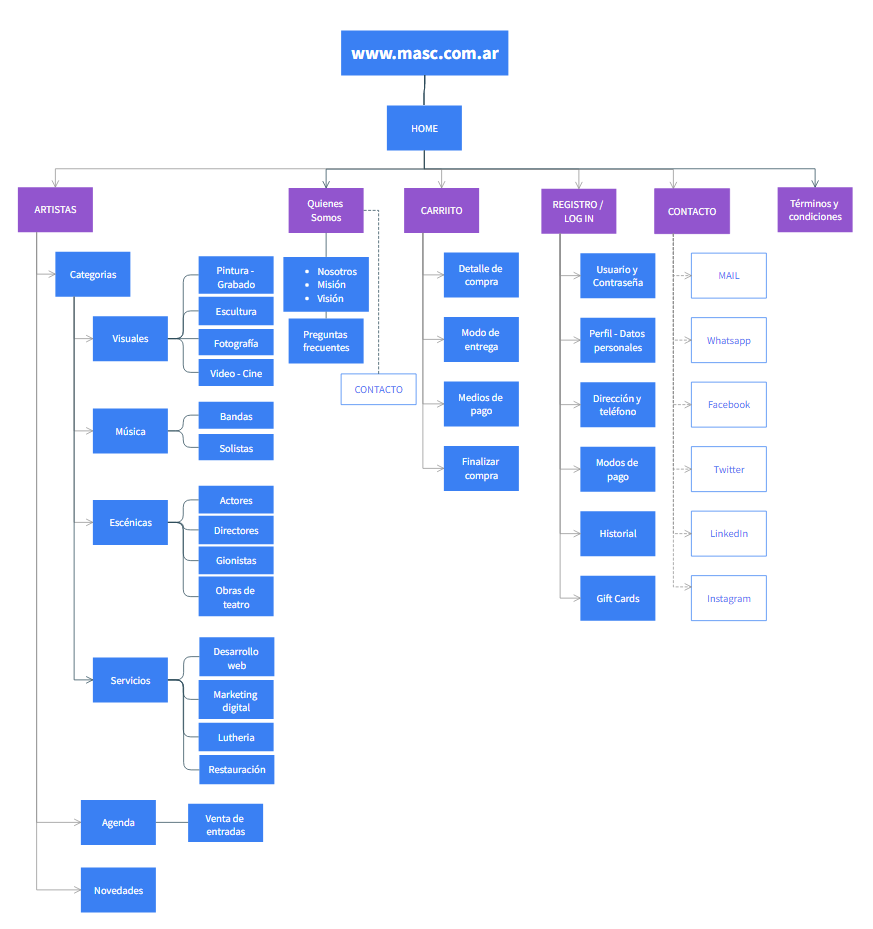 www.masc.com.ar
HOME
ARTISTAS
Quienes
Somos
CARRIITO
REGISTRO /
LOG IN
CONTACTO
Términos y
condiciones
Categorias
Visuales
Pintura -
Grabado
Escultura
Fotografía
Video - Cine
Música
Bandas
Solistas
Escénicas
Actores
Directores
Gionistas
Obras de
teatro
Servicios
Desarrollo
web
Marketing
digital
Lutheria
Restauración
Agenda
Venta de
entradas
Novedades
• Nosotros
• Misión
• Visión
Preguntas
frecuentes
CONTACTO
Detalle de
compra
Modo de
entrega
Medios de
pago
Finalizar
compra
Usuario y
Contraseña
Perfil - Datos
personales
Dirección y
teléfono
Modos de
pago
Historial
Gift Cards
MAIL
Whatsapp
Facebook
Twitter
LinkedIn
Instagram